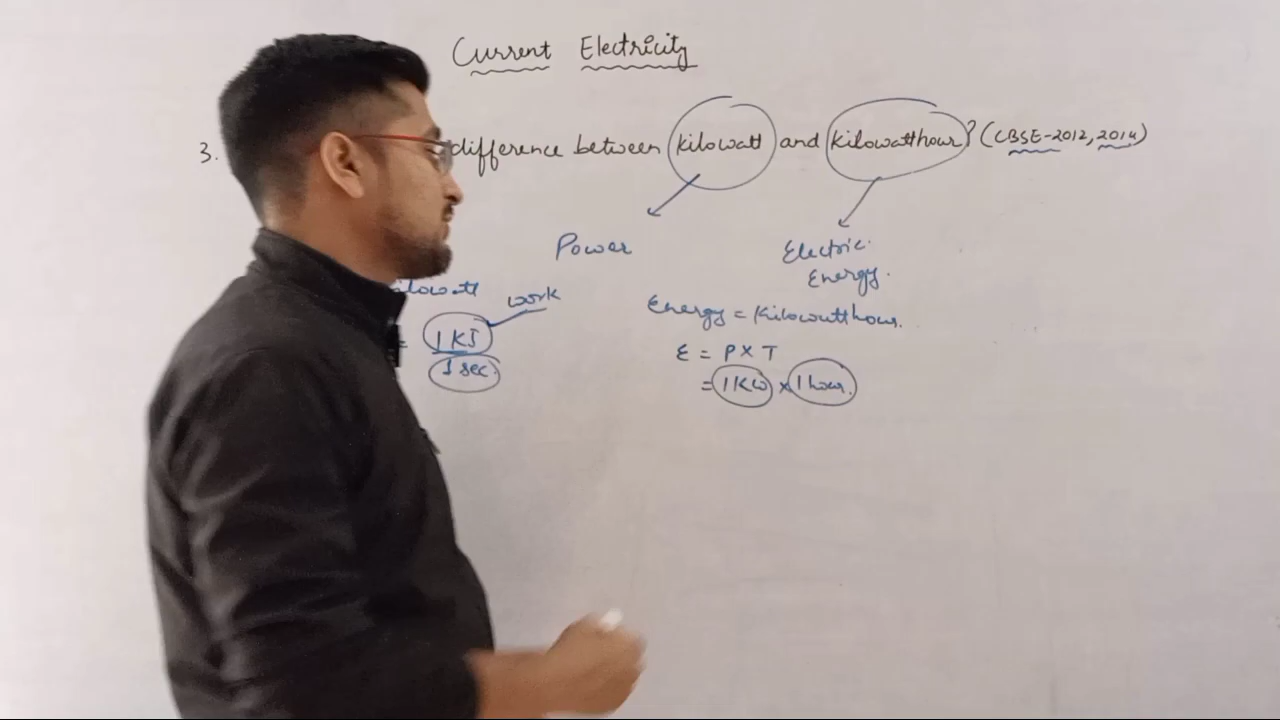 Current Electricity
3. difference between kilowatt and kilowatthour? (CBSE-2012, 2014)
Power
Electric
Energy.
work
= 1 KJ
1 sec.
Energy = kilowatthour.
E = P X T
= 1 KW x 1 hour.